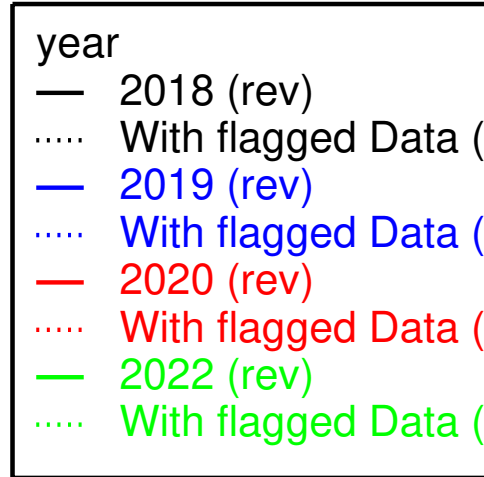 year
2018 (rev)
With flagged Data (
2019 (rev)
With flagged Data (
2020 (rev)
With flagged Data (
2022 (rev)
With flagged Data (